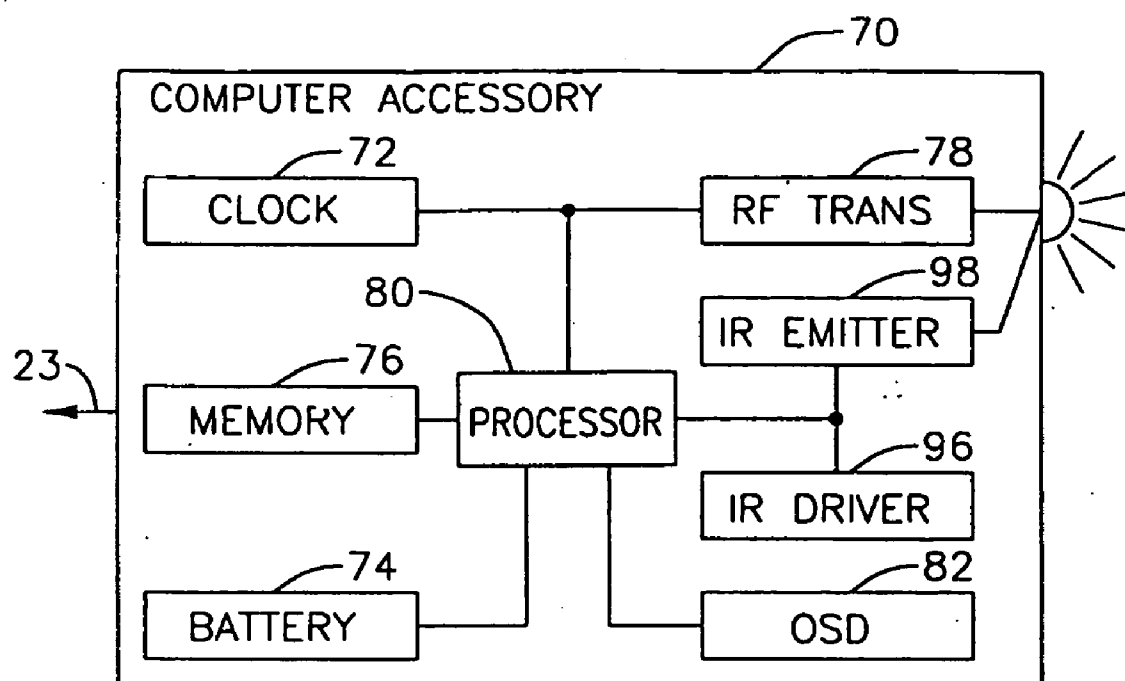 70
COMPUTER ACCESSORY
72
78
CLOCK
RF TRANS
80
98
IR EMITTER
23
76
MEMORY
PROCESSOR
96
IR DRIVER
74
82
BATTERY
OSD